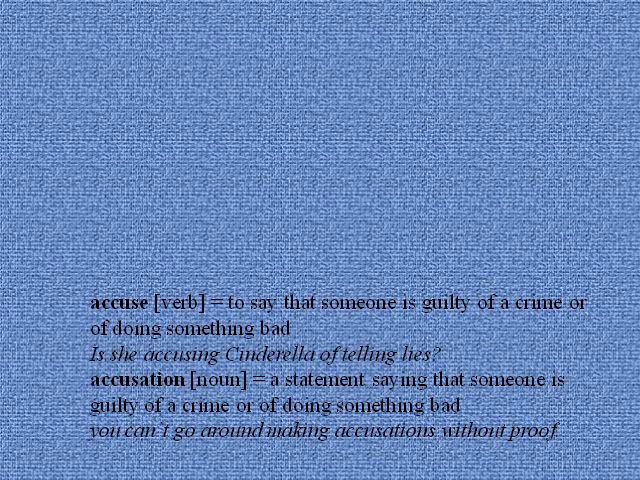 accuse [verb] = to say that someone is guilty of a crime or
of doing something bad
Is she accusing Cinderella of telling lies?
accusation [noun] = a statement saying that someone is
guilty of a crime or of doing something bad
you can`t go around making accusations without proof